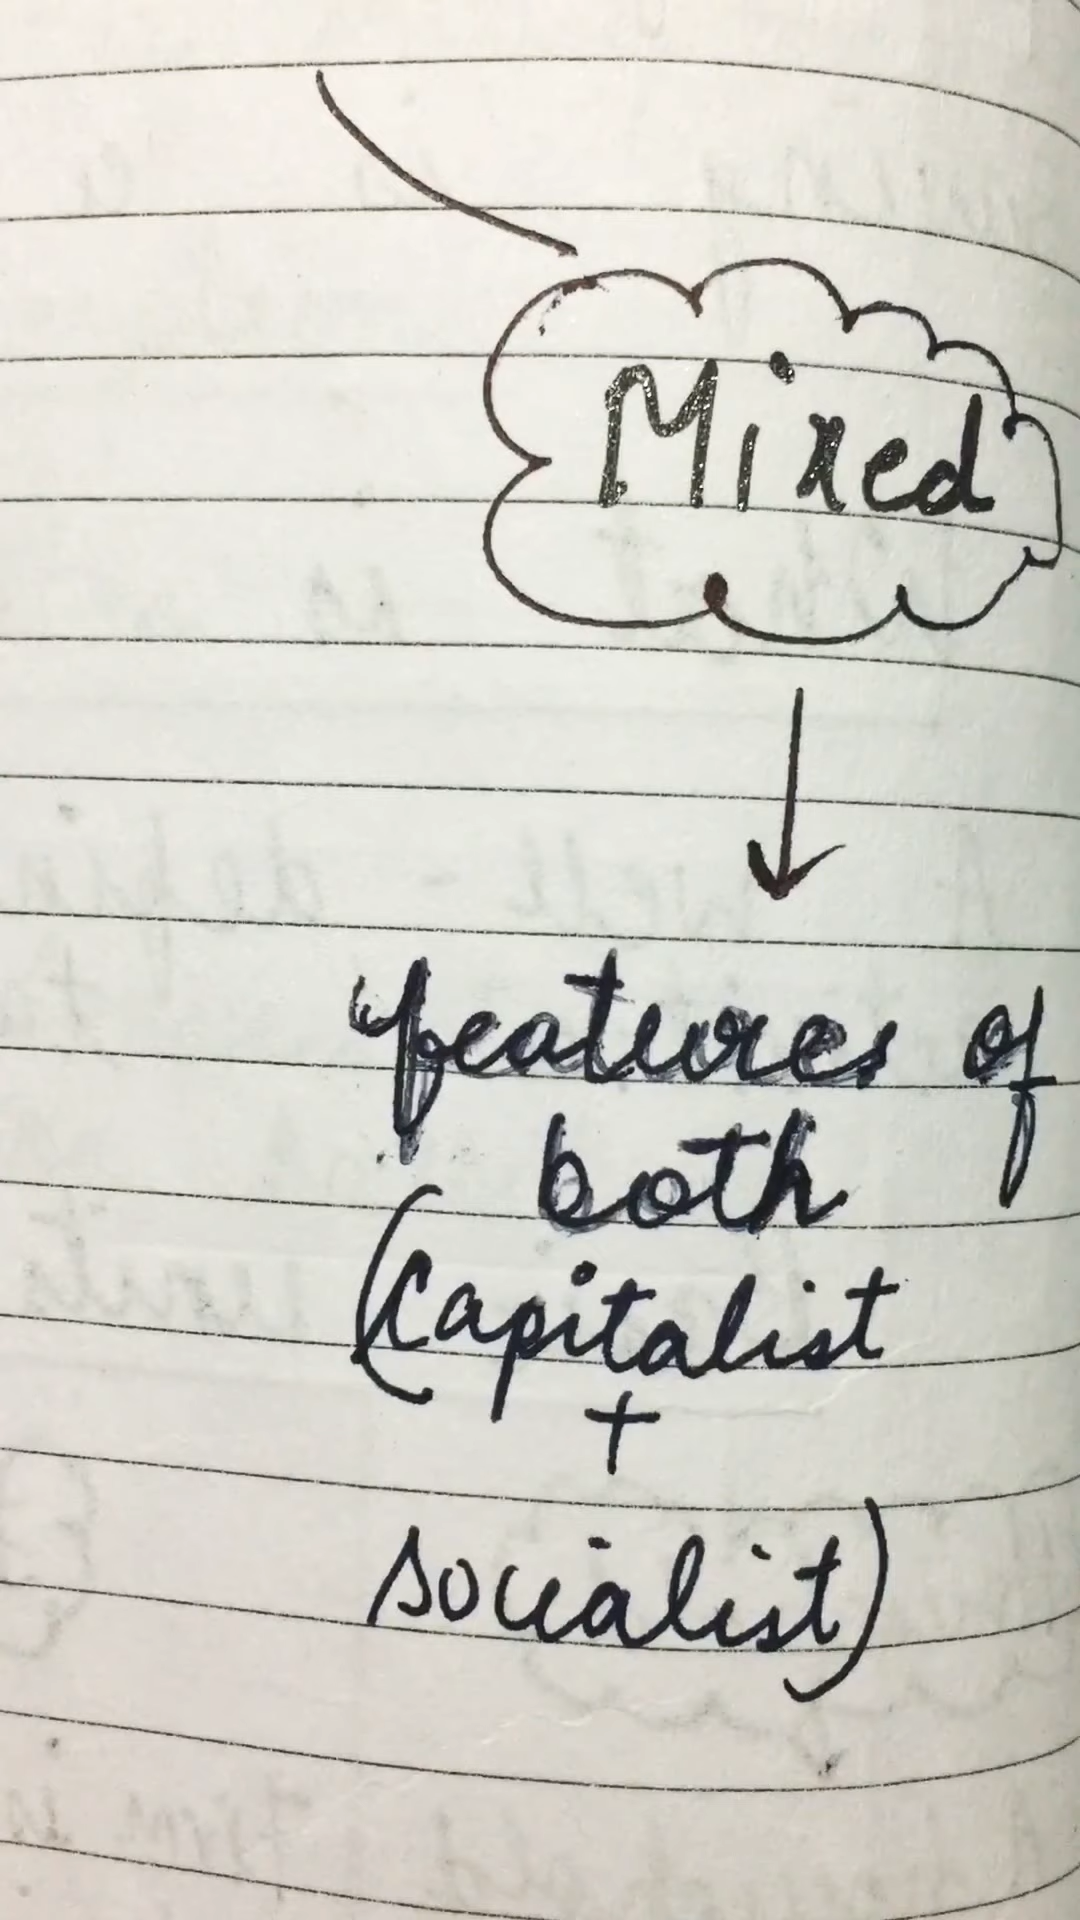 Mixed
features of
both
(Capitalist
+
socialist)